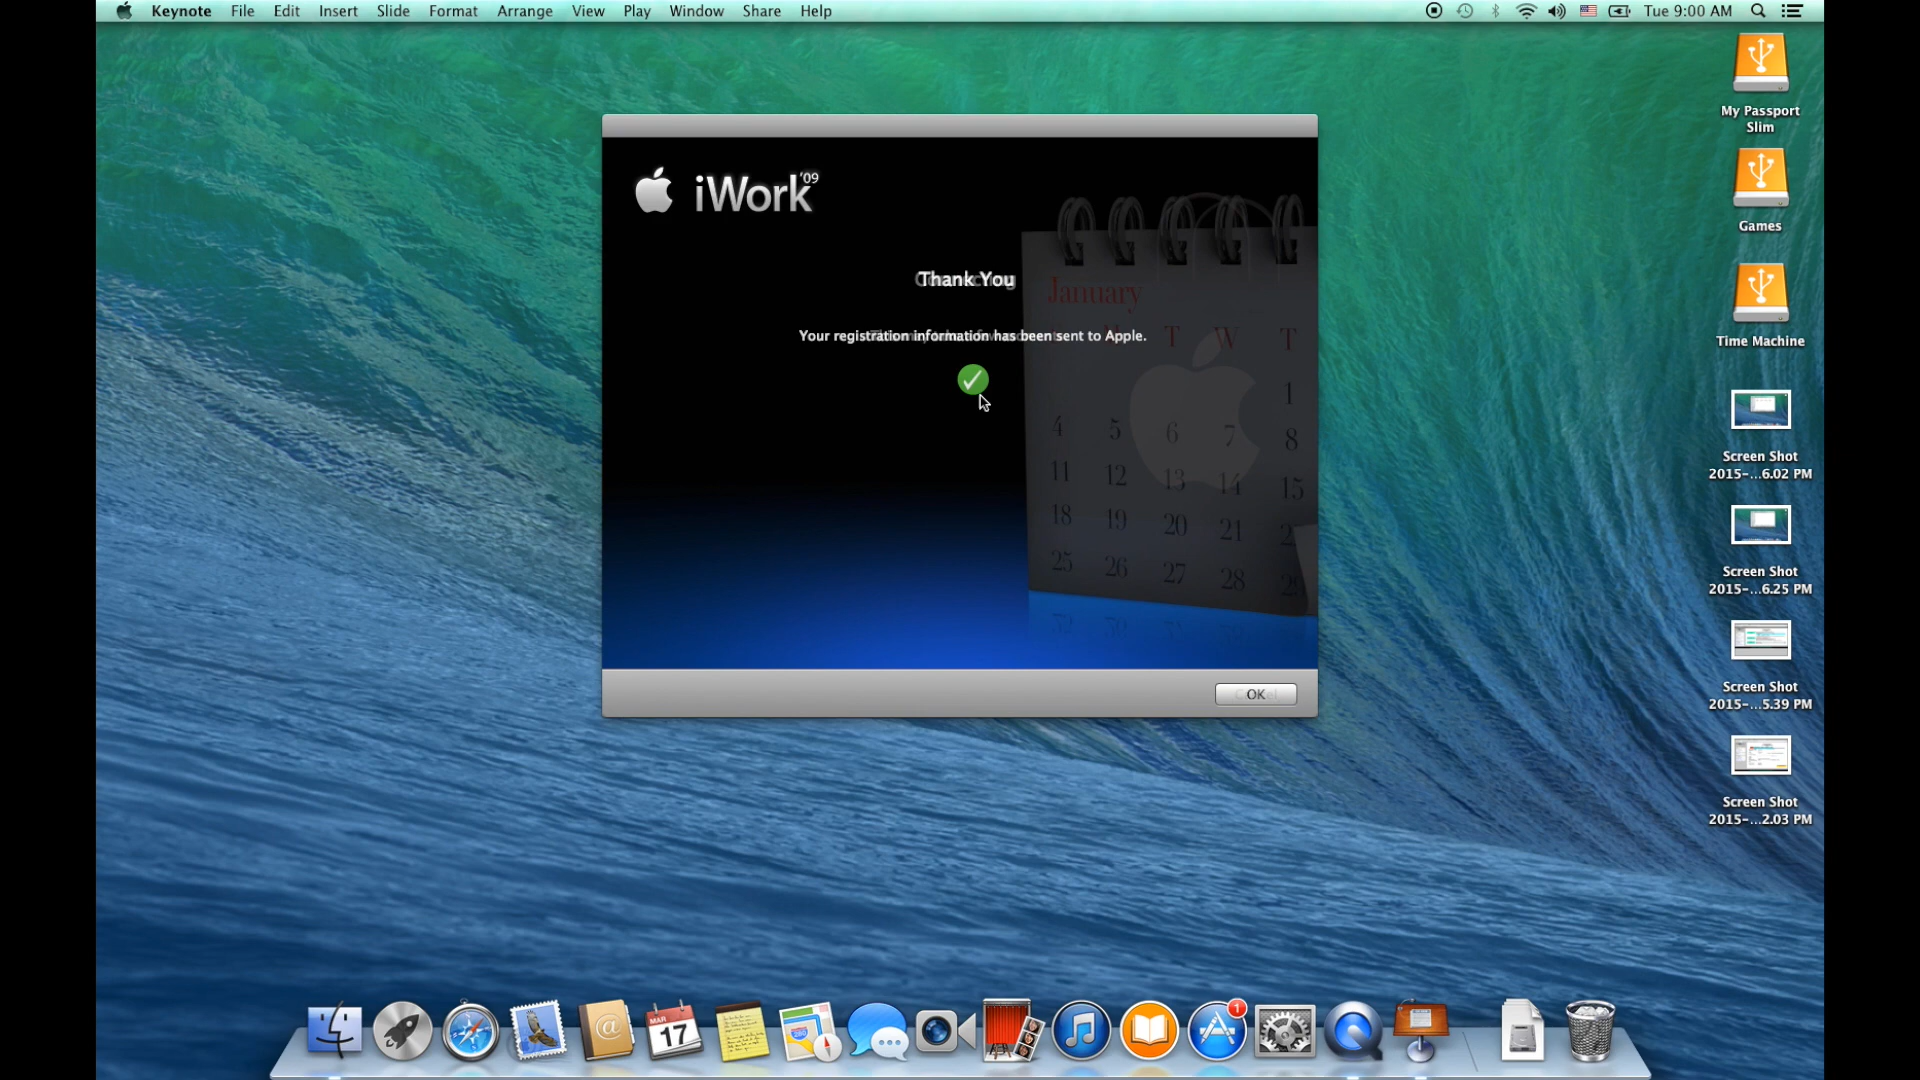 Keynote File Edit Insert Slide Format Arrange View Play Window Share Help
Tue 9:00 AM
My Passport
Slim
Games
Time Machine
Screen Shot
2015-...6.02 PM
Screen Shot
2015-...6.25 PM
Screen Shot
2015-...5.39 PM
Screen Shot
2015-...2.03 PM
iWork '09
Thank You
Your registration information has been sent to Apple.
January
T W T
1
4 5 6 7 8
11 12 13 14 15
18 19 20 21
25 26 27 28 29
OK
MAR
17
1